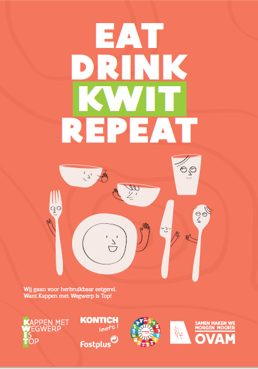 EAT
DRINK
KWIT
REPEAT
Wij gaan voor herbruikbaar eetgerei.
Want Kappen met Wegwerp is Top!
KAPPEN MET
WEGWERP
IS
TOP
KONTICH
leeft!
Fostplus
SAMEN MAKEN WE
MORGEN MOOIER
OVAM